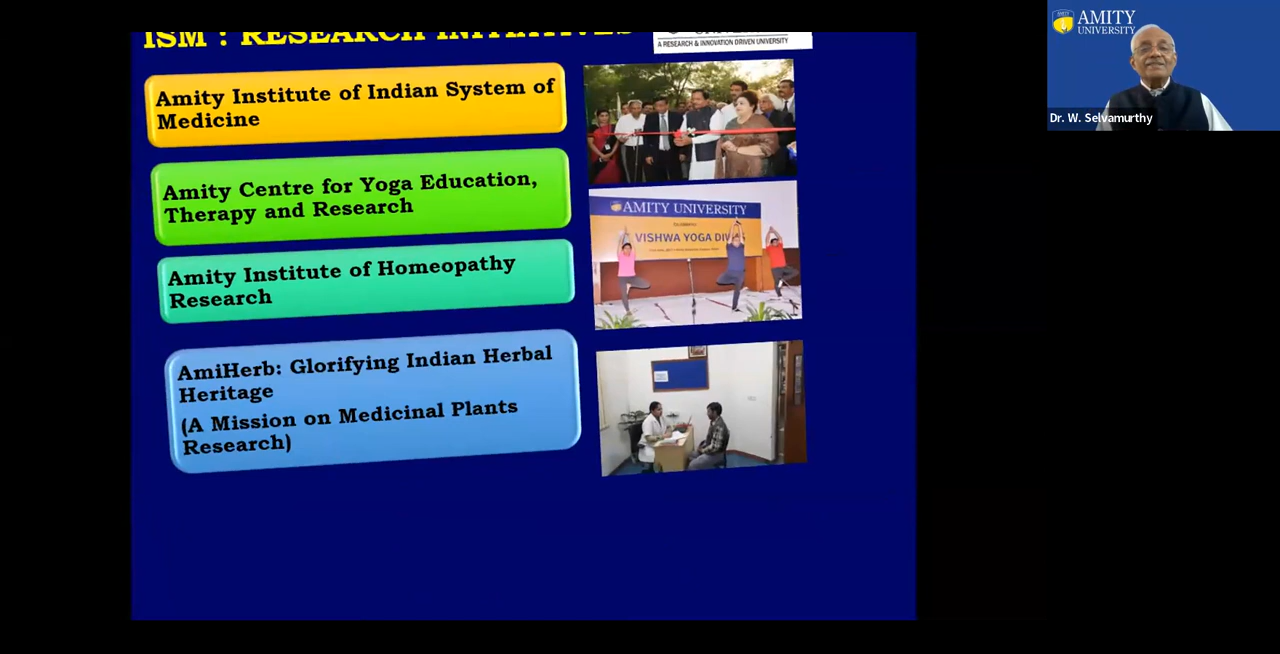 ISM : RESEARCH INITIATIVES
A RESEARCH & INNOVATION DRIVEN UNIVERSITY
Amity Institute of Indian System of
Medicine
Amity Centre for Yoga Education,
Therapy and Research
Amity Institute of Homeopathy
Research
AmiHerb: Glorifying Indian Herbal
Heritage
(A Mission on Medicinal Plants
Research)
AMITY UNIVERSITY
VISHWA YOGA
AMITY
UNIVERSITY
Dr. W. Selvamurthy